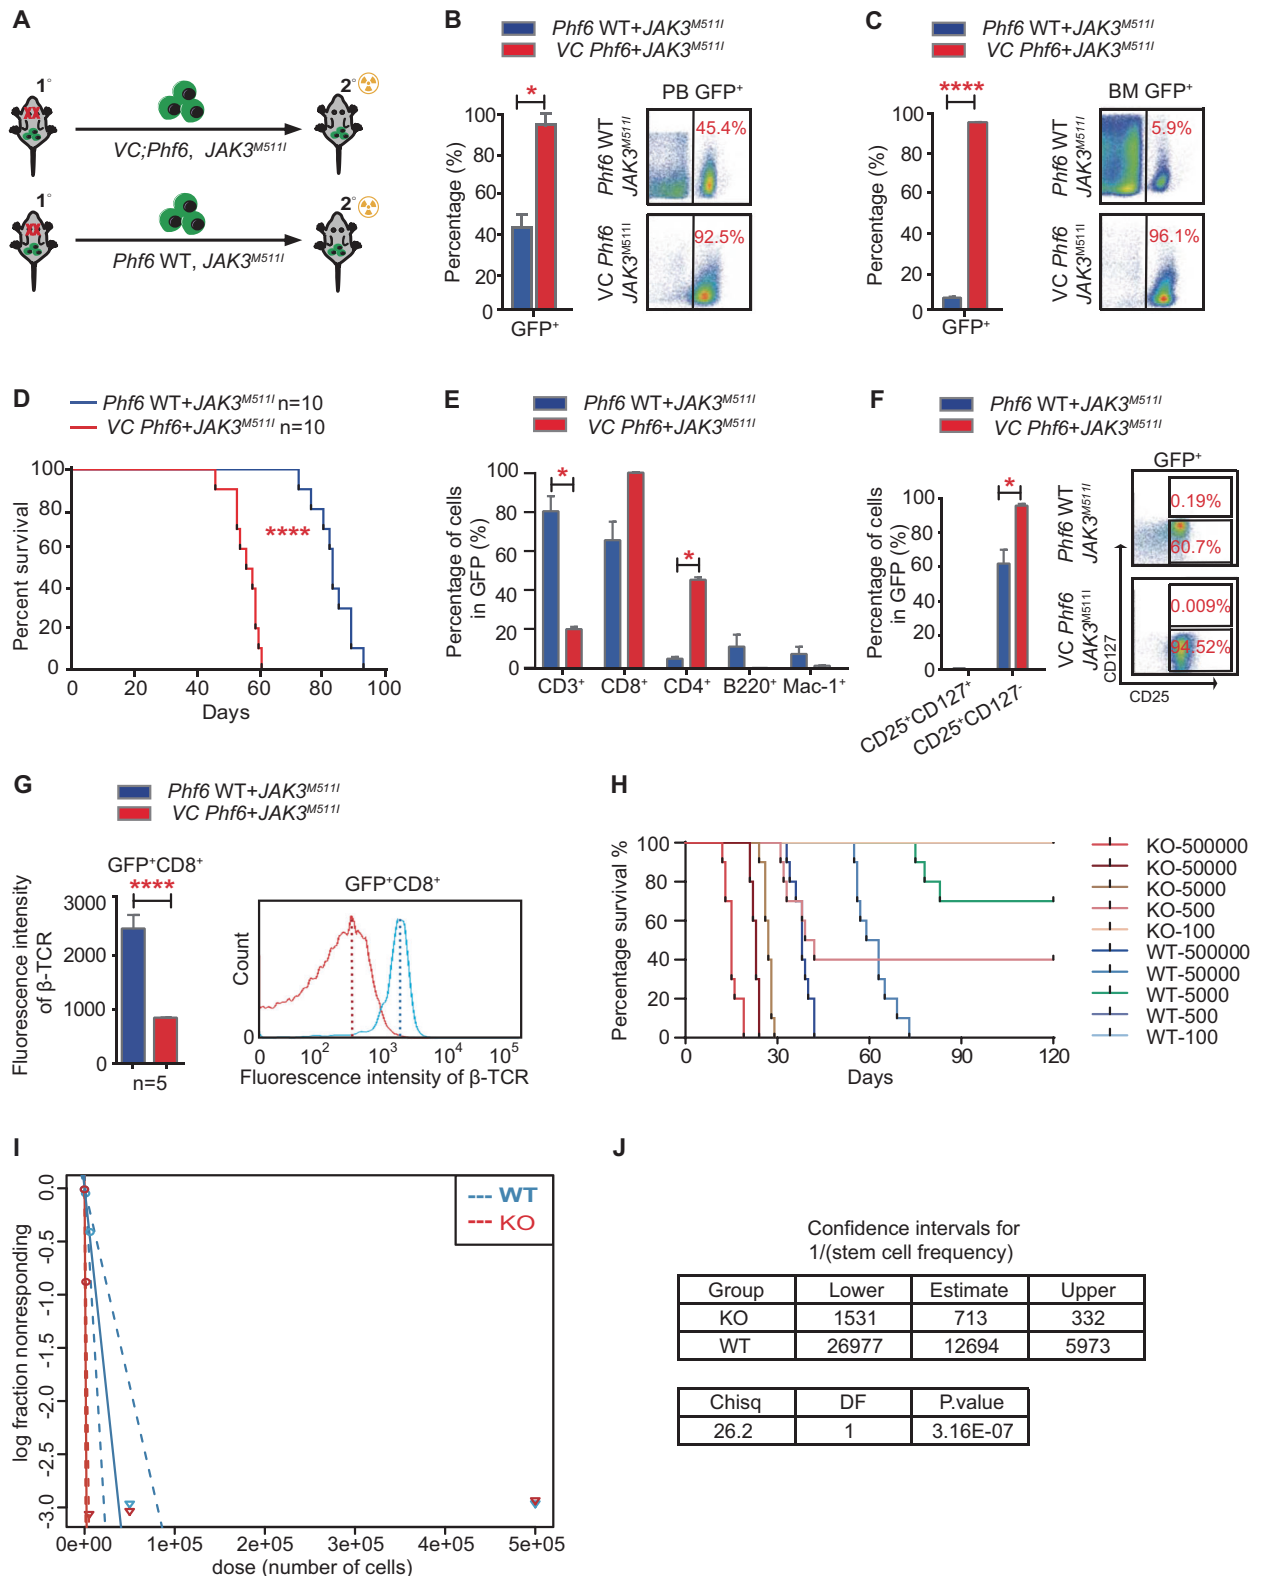 A
1°
2°
VC;Phf6, JAK3M511I
1°
2°
Phf6 WT, JAK3M511I
B
Phf6 WT+JAK3M511I
VC Phf6+JAK3M511I
*
Percentage (%)
100
80
60
40
20
0
GFP+
PB GFP+
Phf6 WT
JAK3M511I
45.4%
VC Phf6
JAK3M511I
92.5%
C
Phf6 WT+JAK3M511I
VC Phf6+JAK3M511I
****
Percentage (%)
100
80
60
40
20
0
GFP+
BM GFP+
Phf6 WT
JAK3M511I
5.9%
VC Phf6
JAK3M511I
96.1%
D
Phf6 WT+JAK3M511I n=10
VC Phf6+JAK3M511I n=10
Percent survival
100
80
60
40
20
0
****
0 20 40 60 80 100
Days
E
Phf6 WT+JAK3M511I
VC Phf6+JAK3M511I
Percentage of cells
in GFP (%)
100
80
60
40
20
0
*
*
CD3+ CD8+ CD4+ B220+ Mac-1+
F
Phf6 WT+JAK3M511I
VC Phf6+JAK3M511I
Percentage of cells
in GFP (%)
100
80
60
40
20
0
*
CD25+CD127+
CD25+CD127-
GFP+
Phf6 WT
JAK3M511I
0.19%
60.7%
VC Phf6
JAK3M511I
0.009%
94.52%
CD127
CD25
G
Phf6 WT+JAK3M511I
VC Phf6+JAK3M511I
GFP+CD8+
****
Fluorescence intensity
of β-TCR
3000
2000
1000
0
n=5
GFP+CD8+
Count
0
0 102 103 104 105
Fluorescence intensity of β-TCR
H
Percentage survival %
100
80
60
40
20
0
0 30 60 90 120
Days
KO-500000
KO-50000
KO-5000
KO-500
KO-100
WT-500000
WT-50000
WT-5000
WT-500
WT-100
I
log fraction nonresponding
0.0
-0.5
-1.0
-1.5
-2.0
-2.5
-3.0
WT
KO
0e+00 1e+05 2e+05 3e+05 4e+05 5e+05
dose (number of cells)
J
Confidence intervals for
1/(stem cell frequency)
Group Lower Estimate Upper
KO 1531 713 332
WT 26977 12694 5973
Chisq DF P.value
26.2 1 3.16E-07